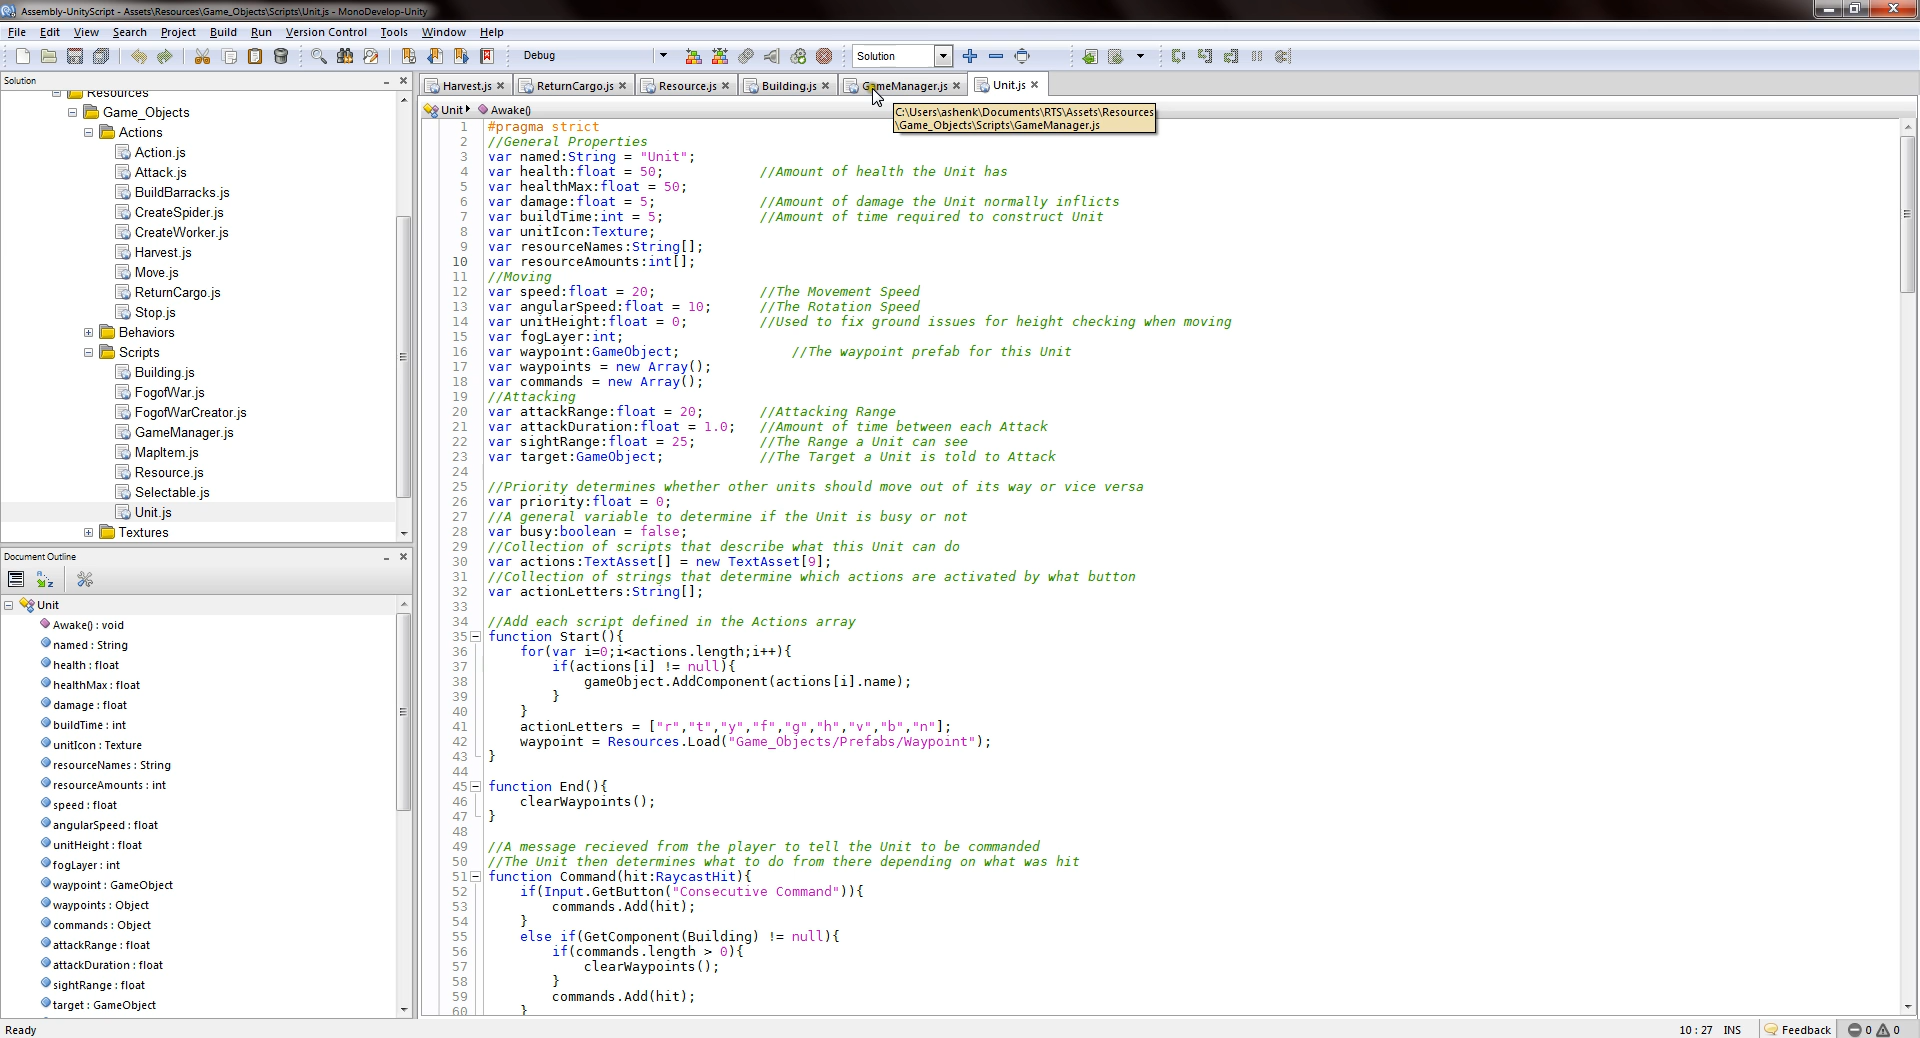 Assembly-UnityScript - Assets\Resources\Game_Objects\Scripts\Unit.js - MonoDevelop-Unity
File Edit View Search Project Build Run Version Control Tools Window Help
Debug Solution
Solution
Resources
Game_Objects
Actions
Action.js
Attack.js
BuildBarracks.js
CreateSpider.js
CreateWorker.js
Harvest.js
Move.js
ReturnCargo.js
Stop.js
Behaviors
Scripts
Building.js
FogofWar.js
FogofWarCreator.js
GameManager.js
MapItem.js
Resource.js
Selectable.js
Unit.js
Textures
Document Outline
Unit
Awake() : void
named : String
health : float
healthMax : float
damage : float
buildTime : int
unitIcon : Texture
resourceNames : String
resourceAmounts : int
speed : float
angularSpeed : float
unitHeight : float
fogLayer : int
waypoint : GameObject
waypoints : Object
commands : Object
attackRange : float
attackDuration : float
sightRange : float
target : GameObject
Harvest.js ReturnCargo.js Resource.js Building.js GameManager.js Unit.js
Unit Awake()
C:\Users\ashenk\Documents\RTS\Assets\Resources
\Game_Objects\Scripts\GameManager.js
1 #pragma strict
2 //General Properties
3 var named:String = "Unit";
4 var health:float = 50; //Amount of health the Unit has
5 var healthMax:float = 50;
6 var damage:float = 5; //Amount of damage the Unit normally inflicts
7 var buildTime:int = 5; //Amount of time required to construct Unit
8 var unitIcon:Texture;
9 var resourceNames:String[];
10 var resourceAmounts:int[];
11 //Moving
12 var speed:float = 20; //The Movement Speed
13 var angularSpeed:float = 10; //The Rotation Speed
14 var unitHeight:float = 0; //Used to fix ground issues for height checking when moving
15 var fogLayer:int;
16 var waypoint:GameObject; //The waypoint prefab for this Unit
17 var waypoints = new Array();
18 var commands = new Array();
19 //Attacking
20 var attackRange:float = 20; //Attacking Range
21 var attackDuration:float = 1.0; //Amount of time between each Attack
22 var sightRange:float = 25; //The Range a Unit can see
23 var target:GameObject; //The Target a Unit is told to Attack
24
25 //Priority determines whether other units should move out of its way or vice versa
26 var priority:float = 0;
27 //A general variable to determine if the Unit is busy or not
28 var busy:boolean = false;
29 //Collection of scripts that describe what this Unit can do
30 var actions:TextAsset[] = new TextAsset[9];
31 //Collection of strings that determine which actions are activated by what button
32 var actionLetters:String[];
33
34 //Add each script defined in the Actions array
35 function Start(){
36 for(var i=0;i<actions.length;i++){
37 if(actions[i] != null){
38 gameObject.AddComponent(actions[i].name);
39 }
40 }
41 actionLetters = ["r","t","y","f","g","h","v","b","n"];
42 waypoint = Resources.Load("Game_Objects/Prefabs/Waypoint");
43 }
44
45 function End(){
46 clearWaypoints();
47 }
48
49 //A message recieved from the player to tell the Unit to be commanded
50 //The Unit then determines what to do from there depending on what was hit
51 function Command(hit:RaycastHit){
52 if(Input.GetButton("Consecutive Command")){
53 commands.Add(hit);
54 }
55 else if(GetComponent(Building) != null){
56 if(commands.length > 0){
57 clearWaypoints();
58 }
59 commands.Add(hit);
60 }
Ready 10 : 27 INS Feedback 0 0